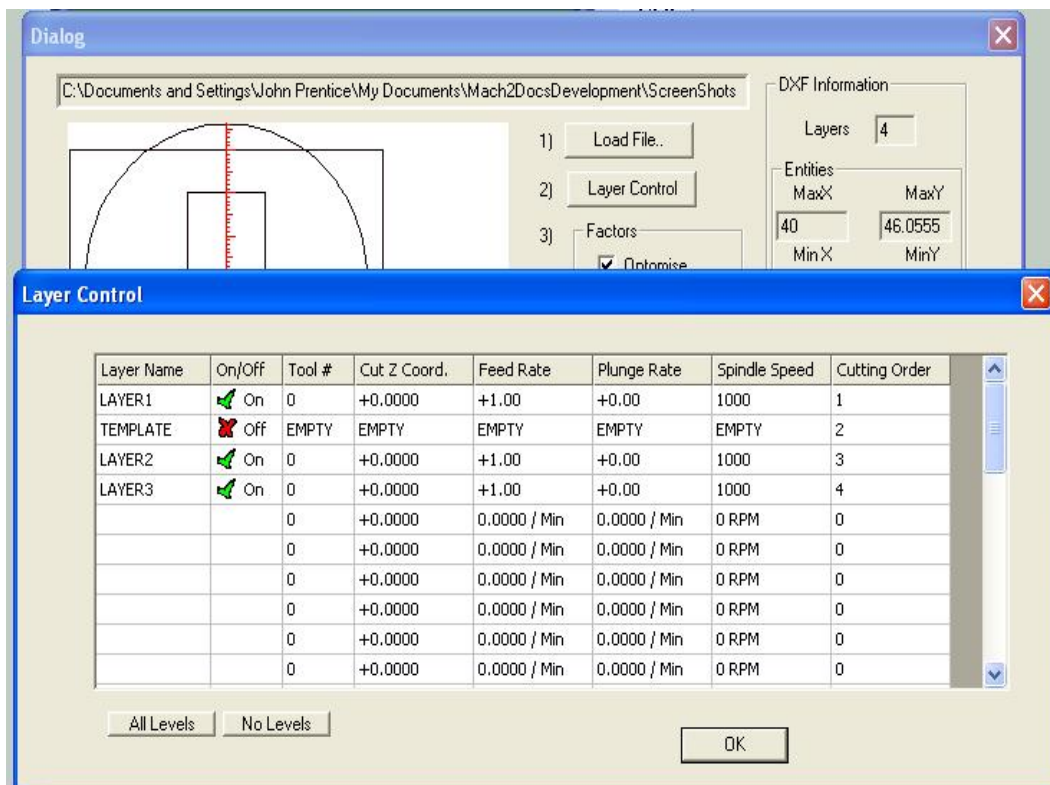 Dialog
C:\Documents and Settings\John Prentice\My Documents\Mach2DocsDevelopment\ScreenShots
DXF Information
1) Load File..
Layers 4
2) Layer Control
Entities
MaxX MaxY
40 46.0555
3) Factors
MinX MinY
Optomise
Layer Control
Layer Name On/Off Tool # Cut Z Coord. Feed Rate Plunge Rate Spindle Speed Cutting Order
LAYER1 On 0 +0.0000 +1.00 +0.00 1000 1
TEMPLATE Off EMPTY EMPTY EMPTY EMPTY EMPTY 2
LAYER2 On 0 +0.0000 +1.00 +0.00 1000 3
LAYER3 On 0 +0.0000 +1.00 +0.00 1000 4
0 +0.0000 0.0000 / Min 0.0000 / Min 0 RPM 0
0 +0.0000 0.0000 / Min 0.0000 / Min 0 RPM 0
0 +0.0000 0.0000 / Min 0.0000 / Min 0 RPM 0
0 +0.0000 0.0000 / Min 0.0000 / Min 0 RPM 0
0 +0.0000 0.0000 / Min 0.0000 / Min 0 RPM 0
0 +0.0000 0.0000 / Min 0.0000 / Min 0 RPM 0
All Levels No Levels
OK